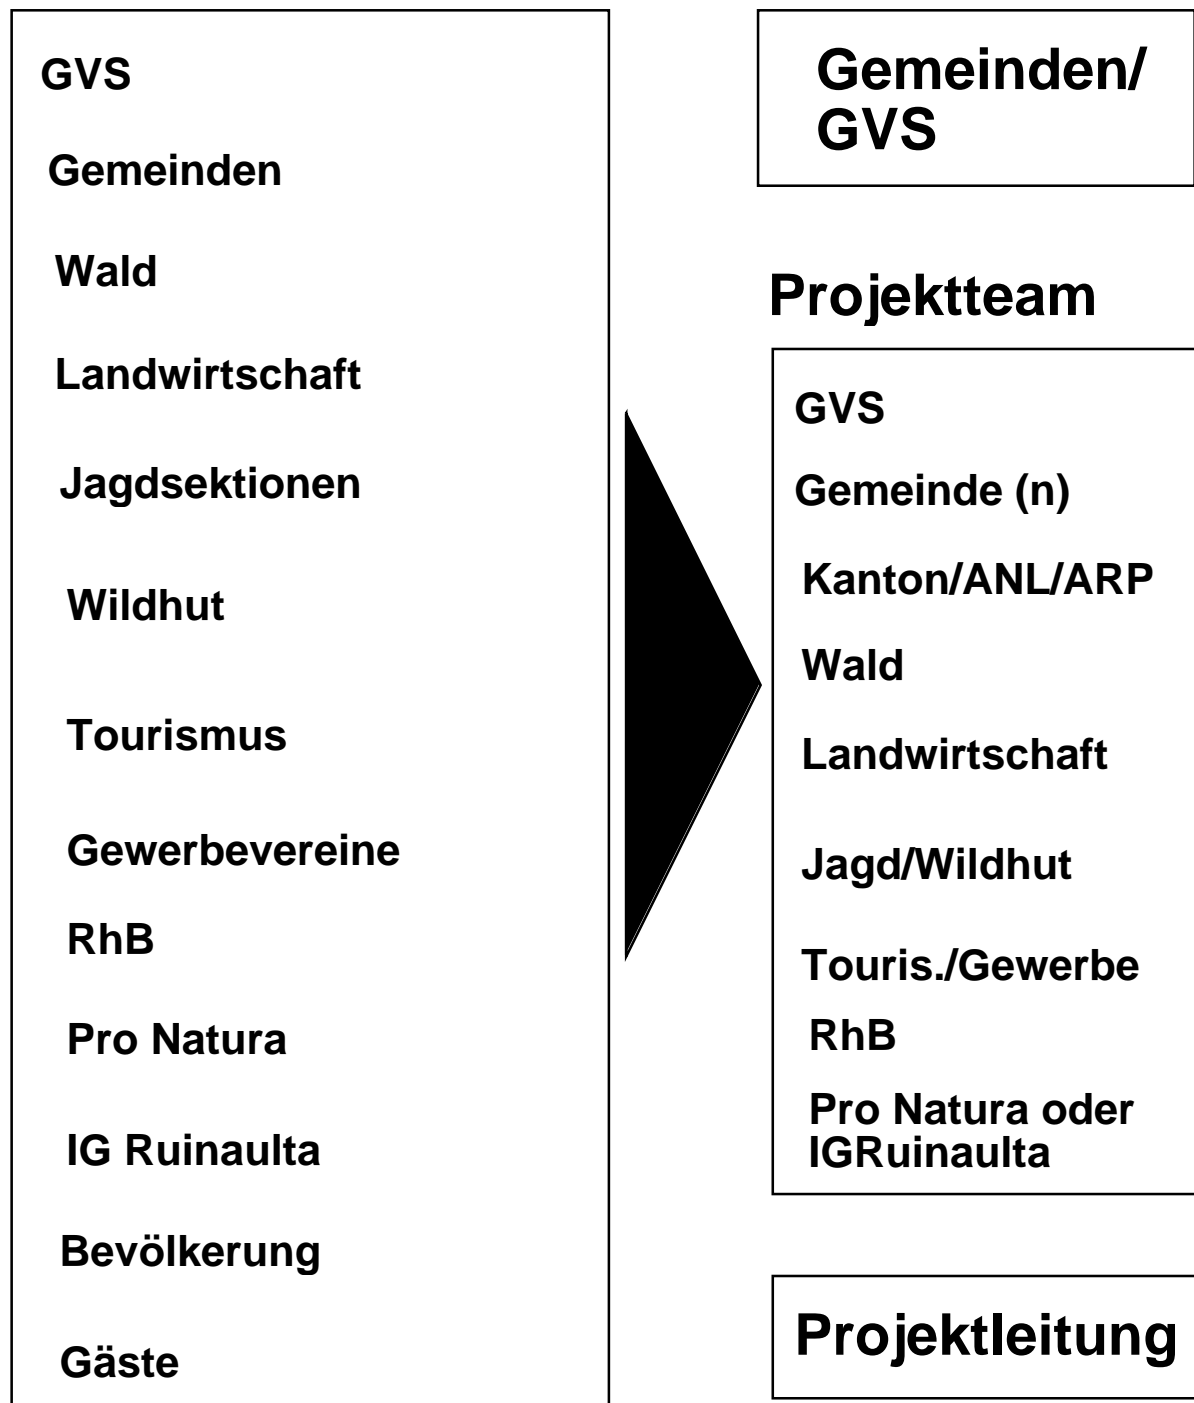 GVS
Gemeinden
Wald
Landwirtschaft
Jagdsektionen
Wildhut
Tourismus
Gewerbevereine
RhB
Pro Natura
IG Ruinaulta
Bevölkerung
Gäste
Gemeinden/
GVS
Projektteam
GVS
Gemeinde (n)
Kanton/ANL/ARP
Wald
Landwirtschaft
Jagd/Wildhut
Touris./Gewerbe
RhB
Pro Natura oder
IGRuinaulta
Projektleitung